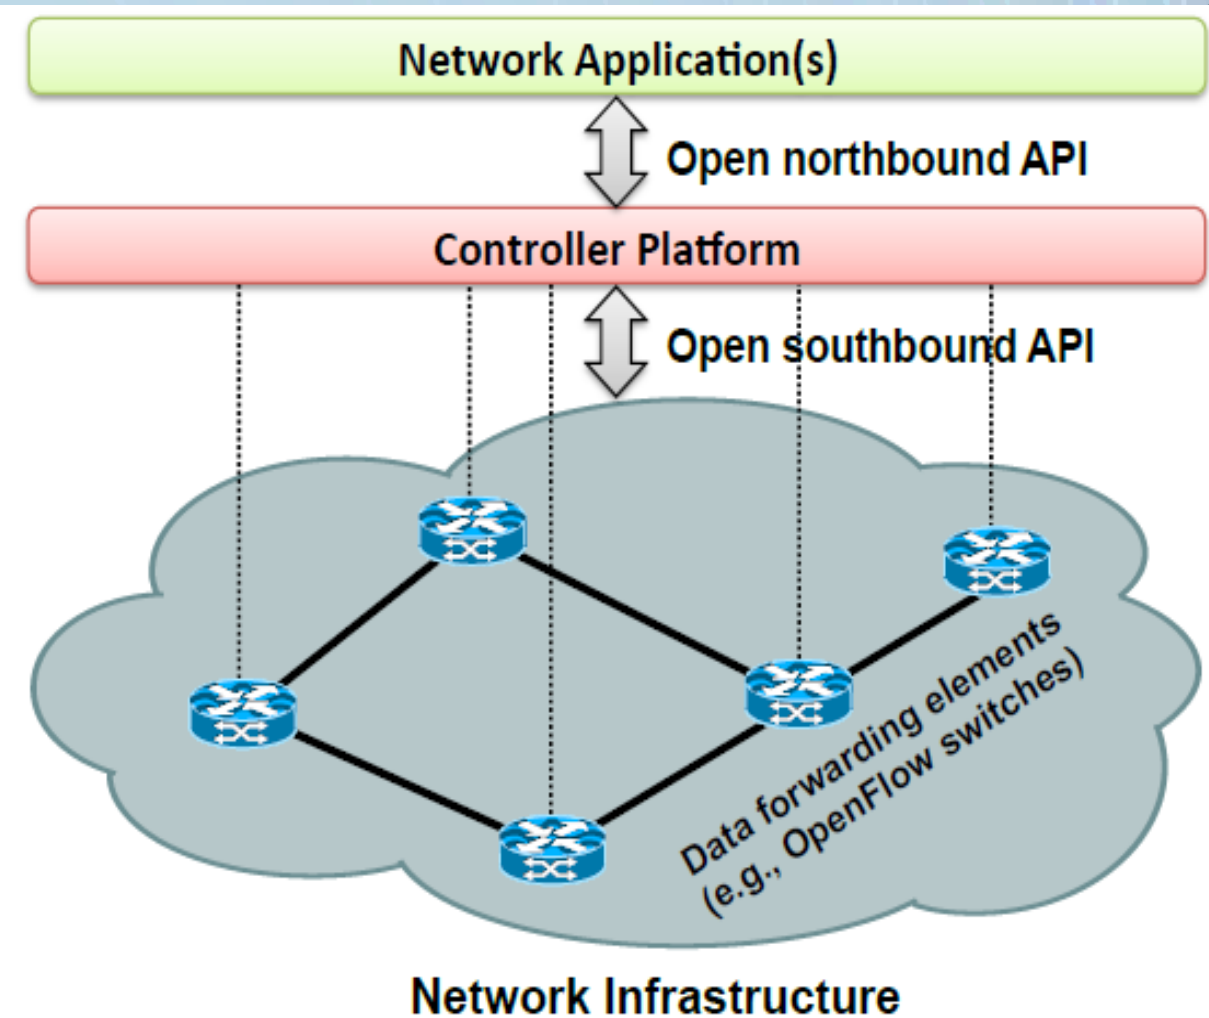 Network Application(s)
Open northbound API
Controller Platform
Open southbound API
Data forwarding elements
(e.g., OpenFlow switches)
Network Infrastructure